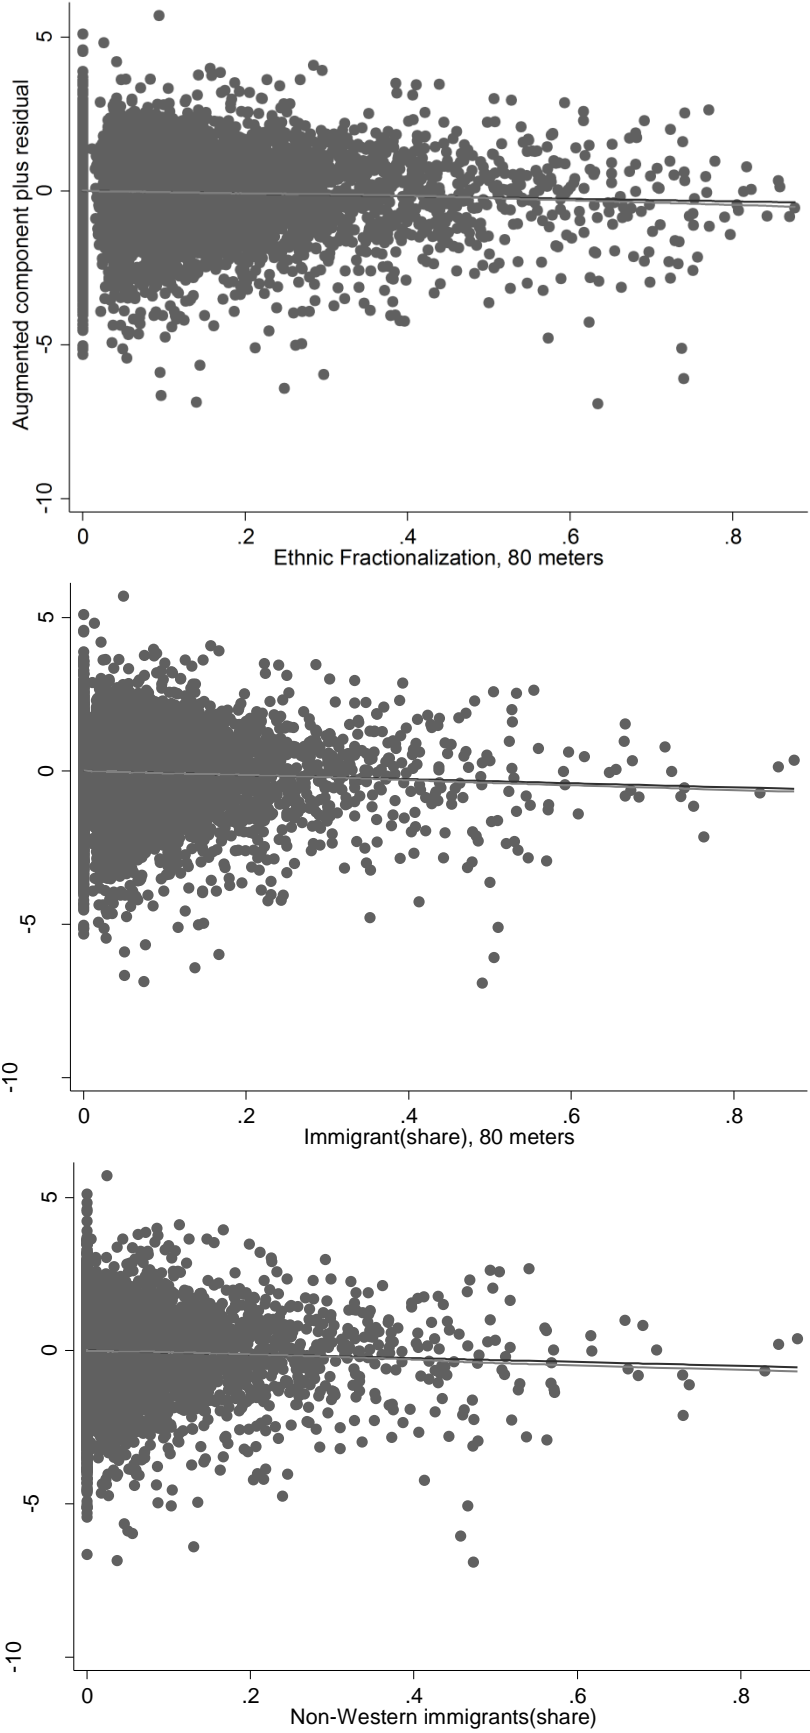 5
0
-5
-10
Augmented component plus residual
0 .2 .4 .6 .8
Ethnic Fractionalization, 80 meters
5
0
-5
-10
0 .2 .4 .6 .8
Immigrant(share), 80 meters
5
0
-5
-10
0 .2 .4 .6 .8
Non-Western immigrants(share)